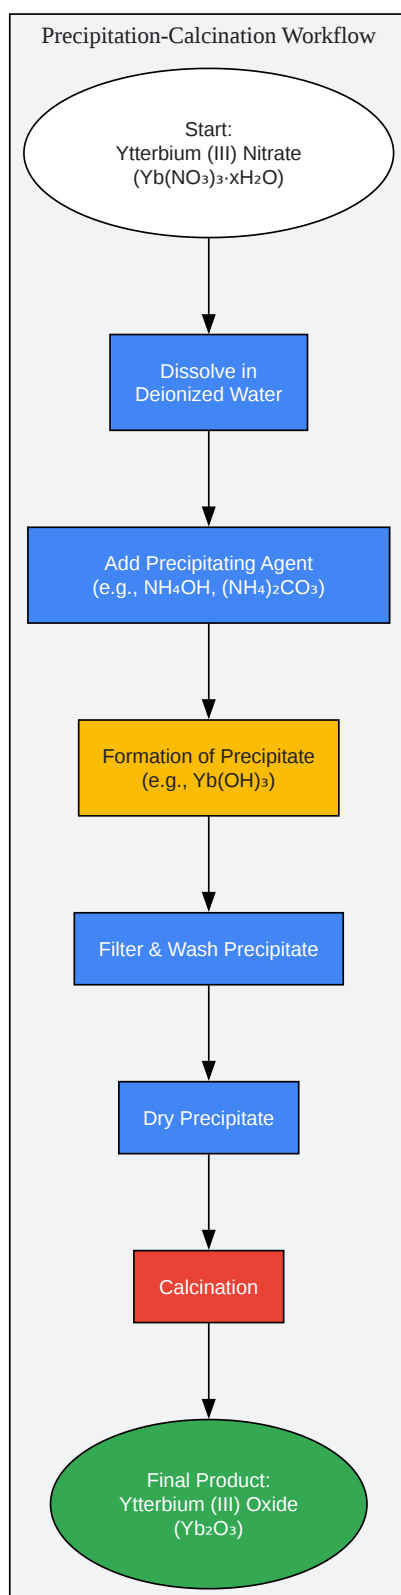 Precipitation-Calcination Workflow
Start:
Ytterbium (III) Nitrate
(Yb(NO₃)₃·xH₂O)
Dissolve in
Deionized Water
Add Precipitating Agent
(e.g., NH₄OH, (NH₄)₂CO₃)
Formation of Precipitate
(e.g., Yb(OH)₃)
Filter & Wash Precipitate
Dry Precipitate
Calcination
Final Product:
Ytterbium (III) Oxide
(Yb₂O₃)